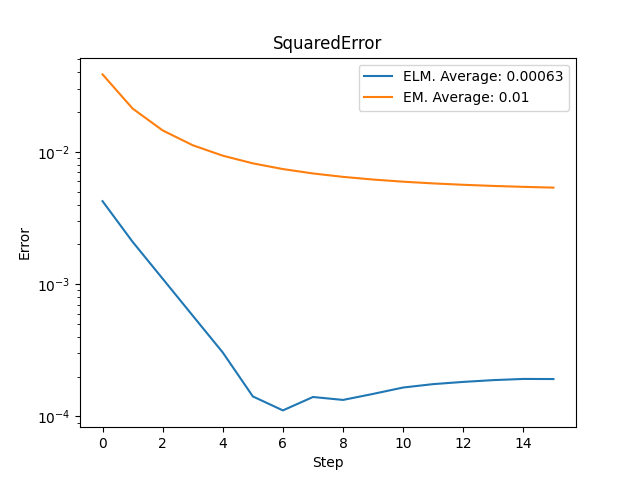 SquaredError
ELM. Average: 0.00063
EM. Average: 0.01
10⁻²
10⁻³
10⁻⁴
Error
0 2 4 6 8 10 12 14
Step